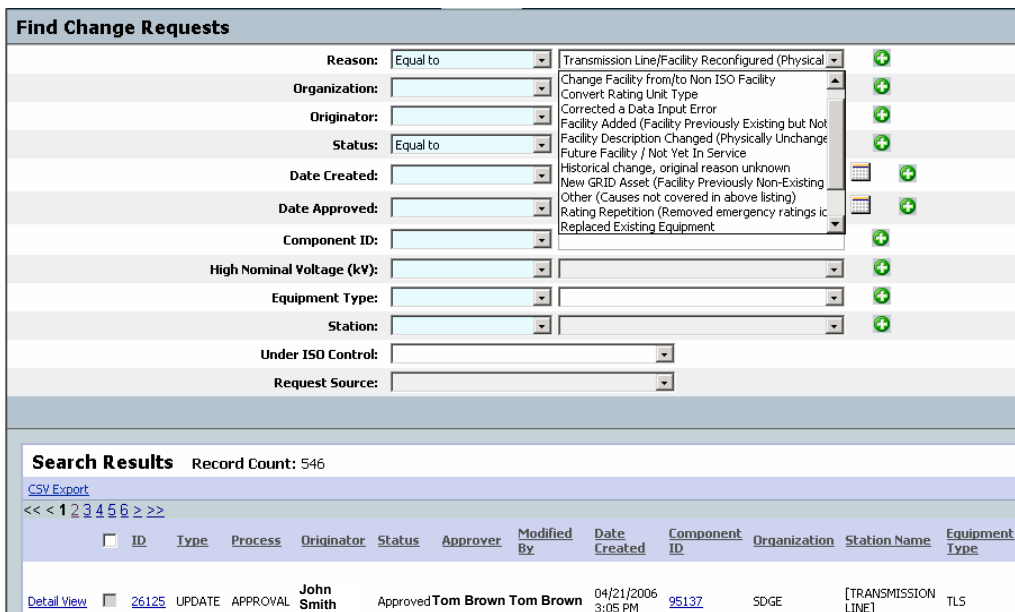 Find Change Requests
Reason: Equal to Transmission Line/Facility Reconfigured (Physical
Change Facility from/to Non ISO Facility
Organization:
Convert Rating Unit Type
Corrected a Data Input Error
Originator:
Facility Added (Facility Previously Existing but Not
Status: Equal to
Facility Description Changed (Physically Unchange
Future Facility / Not Yet In Service
Historical change, original reason unknown
Date Created:
New GRID Asset (Facility Previously Non-Existing
Other (Causes not covered in above listing)
Date Approved:
Rating Repetition (Removed emergency ratings ic
Replaced Existing Equipment
Component ID:
High Nominal Voltage (kV):
Equipment Type:
Station:
Under ISO Control:
Request Source:
Search Results Record Count: 546
CSV Export
<< < 1 2 3 4 5 6 > >>
ID Type Process Originator Status Approver Modified By Date Created Component ID Organization Station Name Equipment Type
Detail View 26125 UPDATE APPROVAL John Smith Approved Tom Brown Tom Brown 04/21/2006 3:05 PM 95137 SDGE [TRANSMISSION LINE] TLS